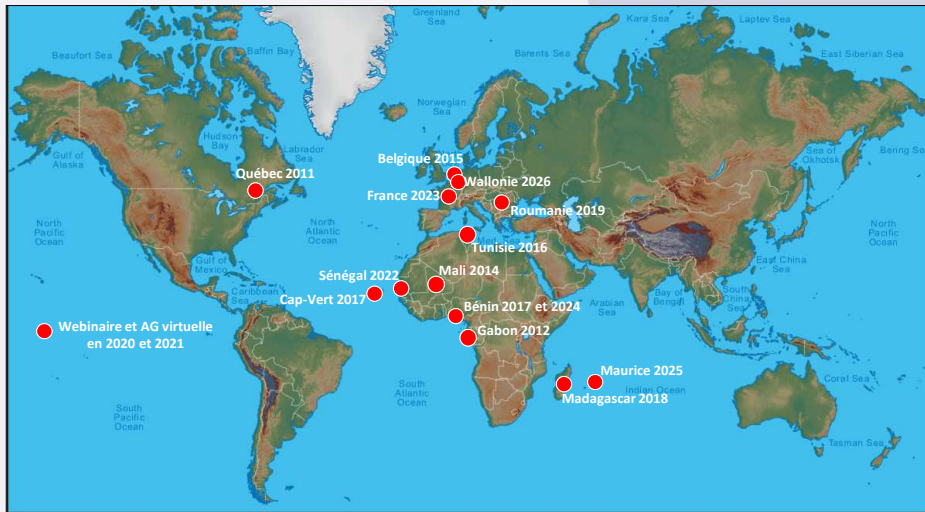 Greenland
Sea
Kara Sea
Laptev Sea
Beaufort Sea
Baffin Bay
Barents Sea
East Siberian Sea
Norwegian
Sea
Hudson
Bay
Gulf of
Alaska
Labrador
Sea
Sea of
Okhotsk
Bering Sea
Belgique 2015
Québec 2011
Wallonie 2026
France 2023
Roumanie 2019
North
Pacific
Ocean
North
Atlantic
Ocean
North
Pacific
Ocean
Tunisie 2016
East China
Sea
Gulf of
Mexico
Sénégal 2022
Mali 2014
Caribbean
Sea
Cap-Vert 2017
Bénin 2017 et 2024
Arabian
Sea
Bay of
Bengal
South
China
Sea
Webinaire et AG virtuelle
en 2020 et 2021
Gabon 2012
Maurice 2025
Indian Ocean
Madagascar 2018
Coral Sea
South
Pacific
Ocean
South
Atlantic
Ocean
Tasman Sea